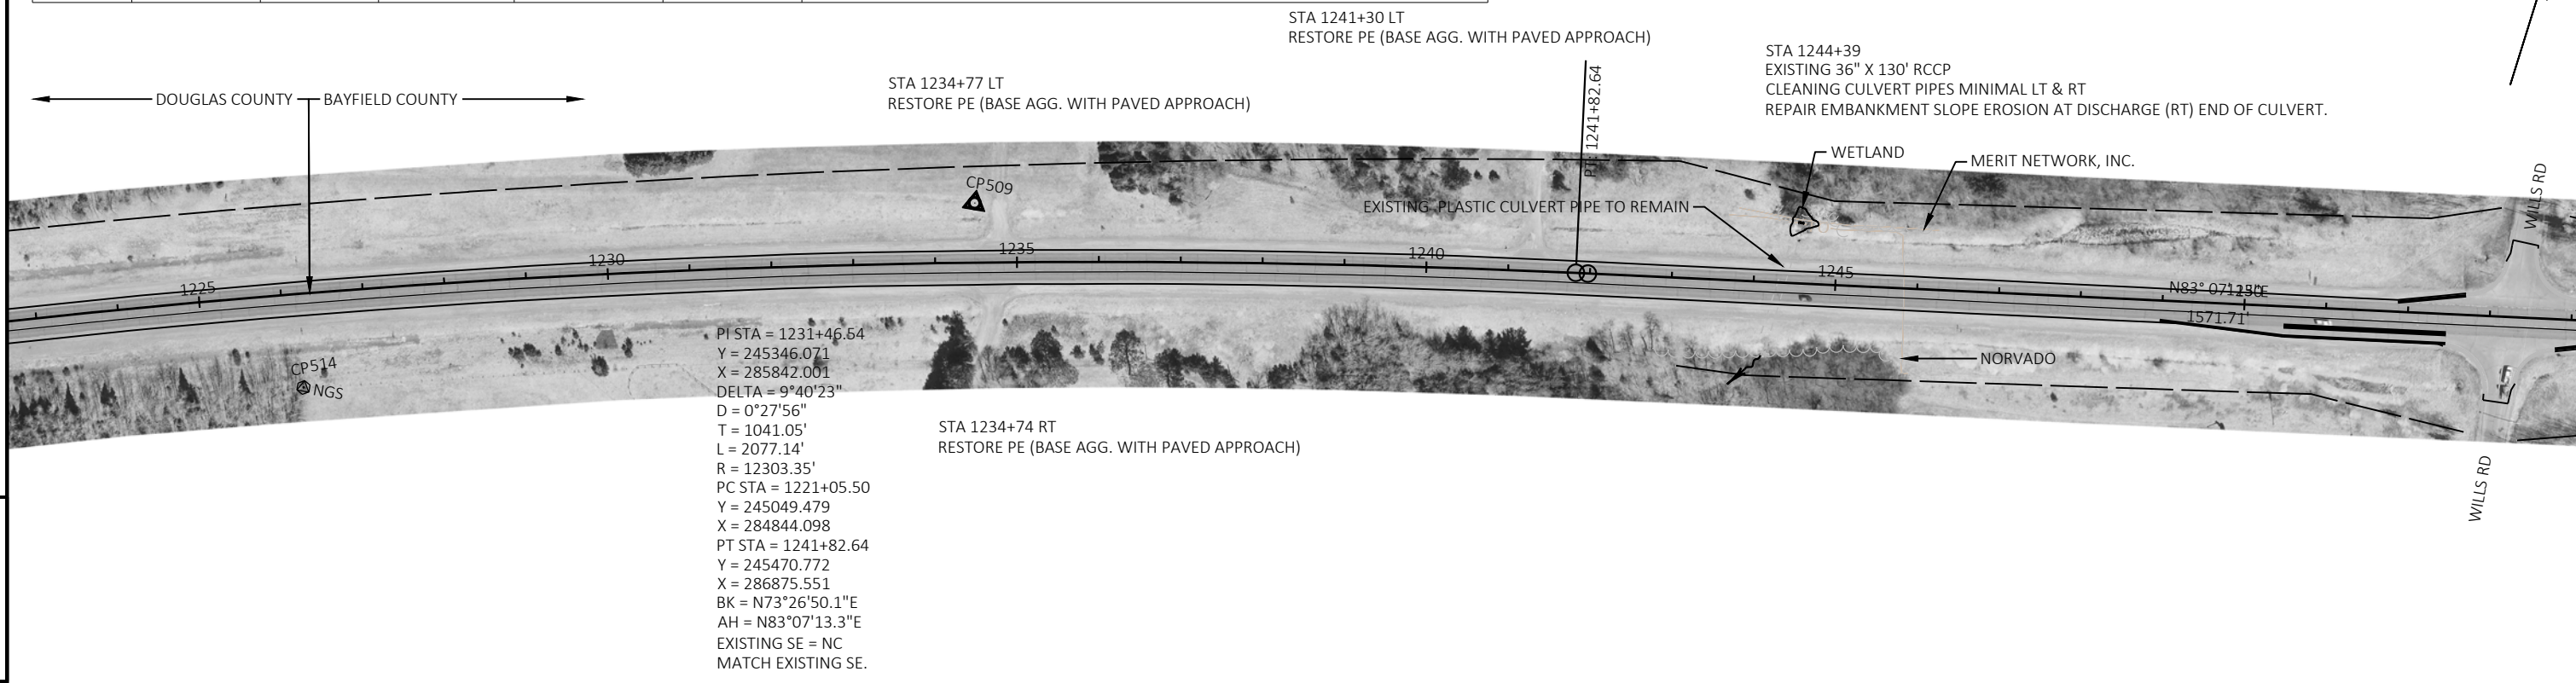 STA 1241+30 LT
RESTORE PE (BASE AGG. WITH PAVED APPROACH)
STA 1244+39
EXISTING 36" X 130' RCCP
CLEANING CULVERT PIPES MINIMAL LT & RT
REPAIR EMBANKMENT SLOPE EROSION AT DISCHARGE (RT) END OF CULVERT.
STA 1234+77 LT
RESTORE PE (BASE AGG. WITH PAVED APPROACH)
DOUGLAS COUNTY
BAYFIELD COUNTY
PT: 1241+82.64
WETLAND
MERIT NETWORK, INC.
WILLS RD
CP509
EXISTING PLASTIC CULVERT PIPE TO REMAIN
1225
1230
1235
1240
1245
N83° 07'13"E
1250
1571.71'
NORVADO
CP514
NGS
PI STA = 1231+46.54
Y = 245346.071
X = 285842.001
DELTA = 9°40'23"
D = 0°27'56"
T = 1041.05'
L = 2077.14'
R = 12303.35'
PC STA = 1221+05.50
Y = 245049.479
X = 284844.098
PT STA = 1241+82.64
Y = 245470.772
X = 286875.551
BK = N73°26'50.1"E
AH = N83°07'13.3"E
EXISTING SE = NC
MATCH EXISTING SE.
STA 1234+74 RT
RESTORE PE (BASE AGG. WITH PAVED APPROACH)
WILLS RD